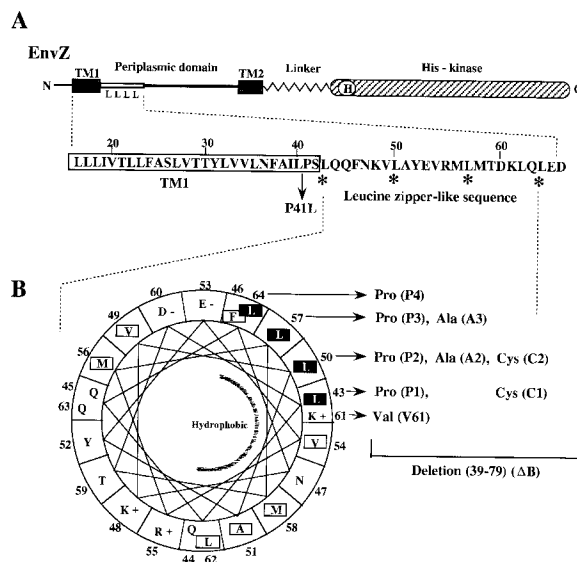 A
EnvZ
TM1 Periplasmic domain TM2 Linker His - kinase
N H
L L L L
20 30 40 50 60
LLLIVTLLFASLVTTYLVVLNFAILPSLQQFNKVLAYEVRMLMTDKLQLED
TM1 * * * *
P41L Leucine zipper-like sequence
B
60 53 46 64 Pro (P4)
57 Pro (P3), Ala (A3)
50 Pro (P2), Ala (A2), Cys (C2)
43 Pro (P1), Cys (C1)
61 Val (V61)
49 56 45 63 52 59 48 55 44 62 51 58 47 54
D - E - F L
V L
M L
Q L
Q K +
Y V
T N
K + M
R + Q L A
Hydrophobic
Deletion (39-79) (ΔB)